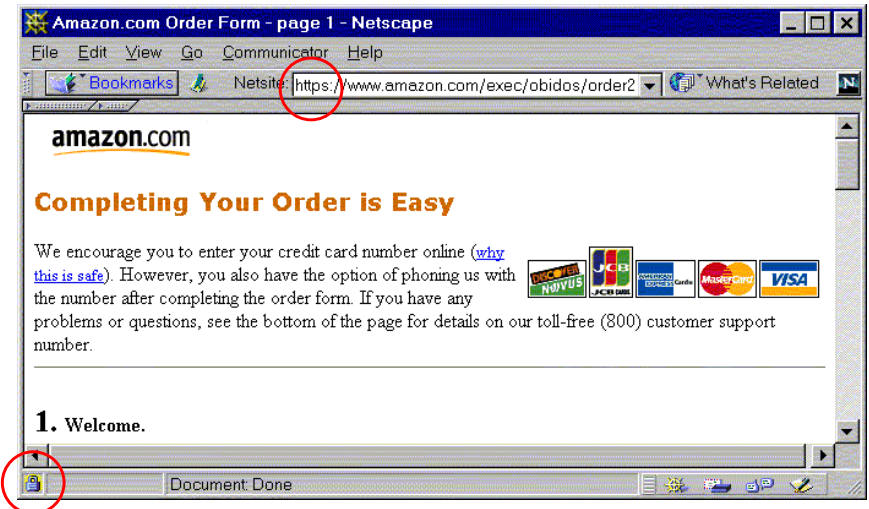 Amazon.com Order Form - page 1 - Netscape
File Edit View Go Communicator Help
Bookmarks Netsite: https://www.amazon.com/exec/obidos/order2 What's Related N
amazon.com
Completing Your Order is Easy
We encourage you to enter your credit card number online (why
this is safe). However, you also have the option of phoning us with
the number after completing the order form. If you have any
problems or questions, see the bottom of the page for details on our toll-free (800) customer support
number.
DISCOVER NOVUS JCB JCB CARDS AMERICAN EXPRESS Cards MasterCard VISA
1. Welcome.
Document: Done